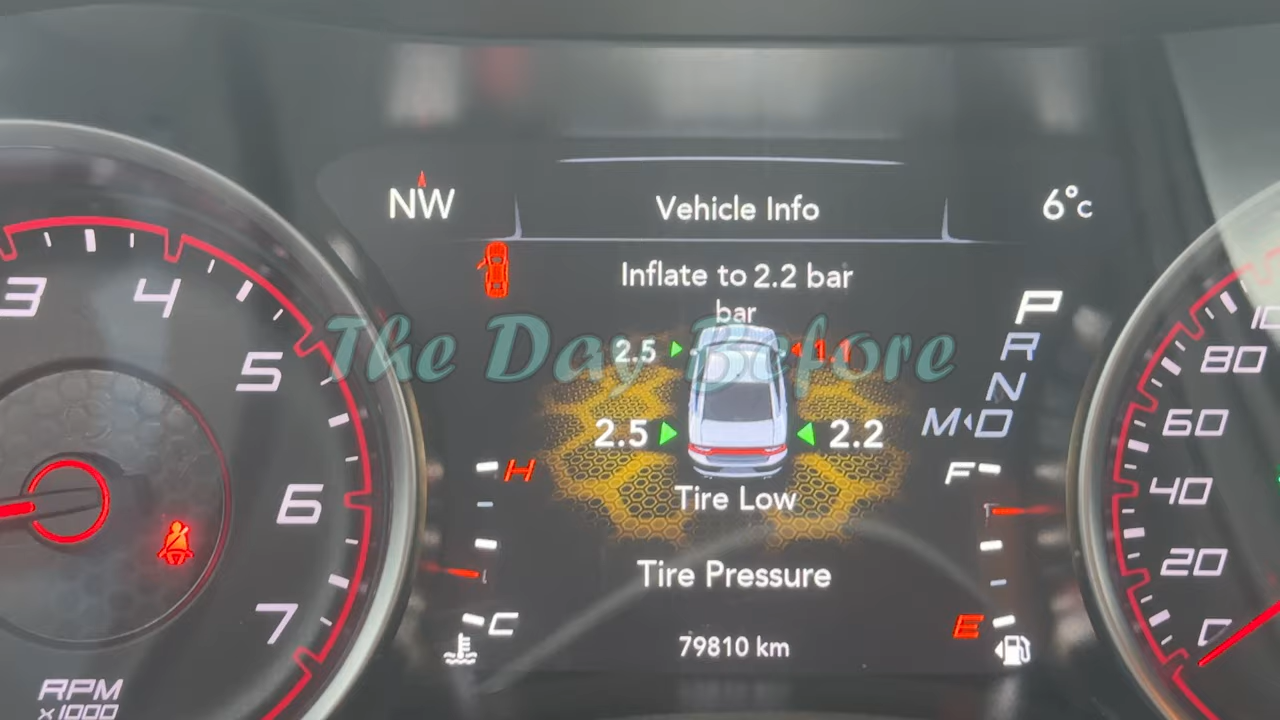 NW
Vehicle Info
6°c
Inflate to 2.2 bar
bar
2.5
1.1
The Day Before
2.5
2.2
Tire Low
Tire Pressure
79810 km
P
R
N
M D
H
C
F
E
3
4
5
6
7
RPM
x1000
80
60
40
20
0